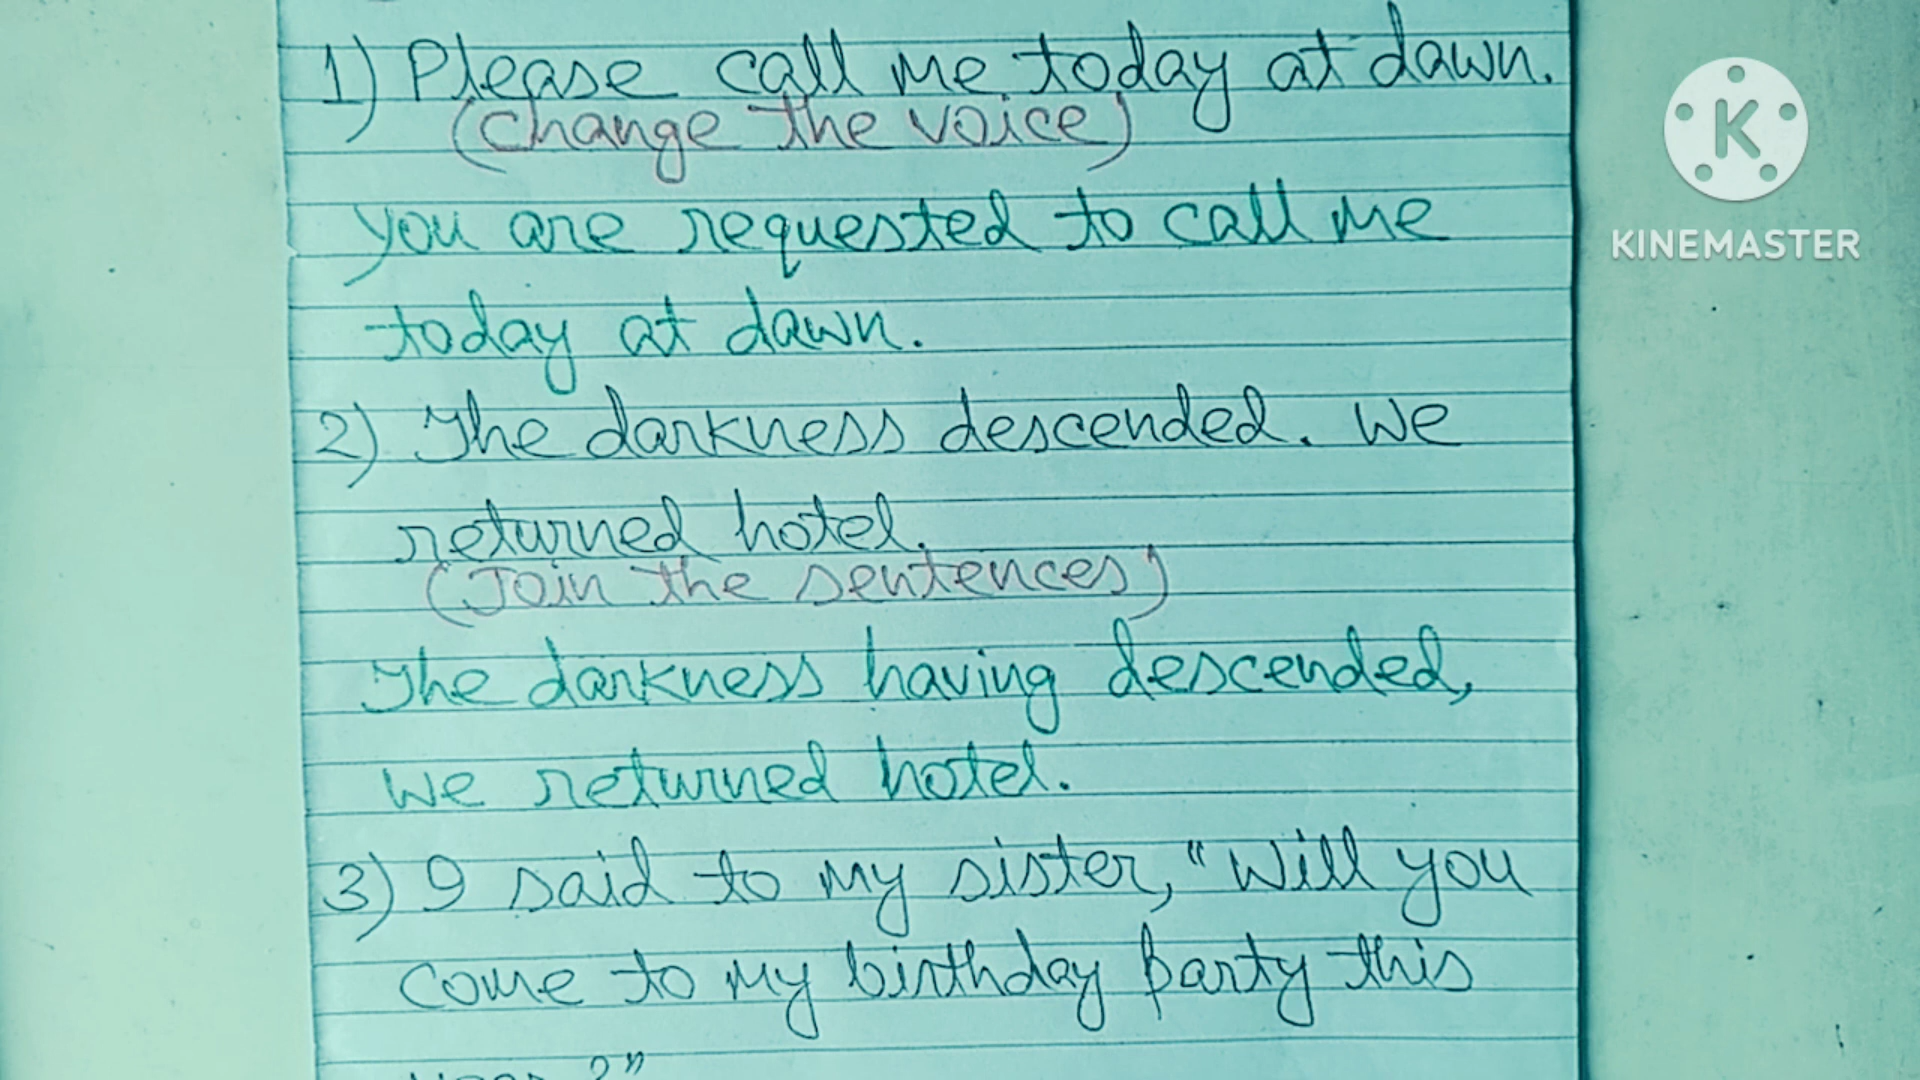 1) Please call me today at dawn.
(Change the voice)
You are requested to call me
today at dawn.
2) The darkness descended. We
returned hotel.
(Join the sentences)
The darkness having descended,
we returned hotel.
3) I said to my sister, "Will you
come to my birthday party this
?"
K
KINEMASTER